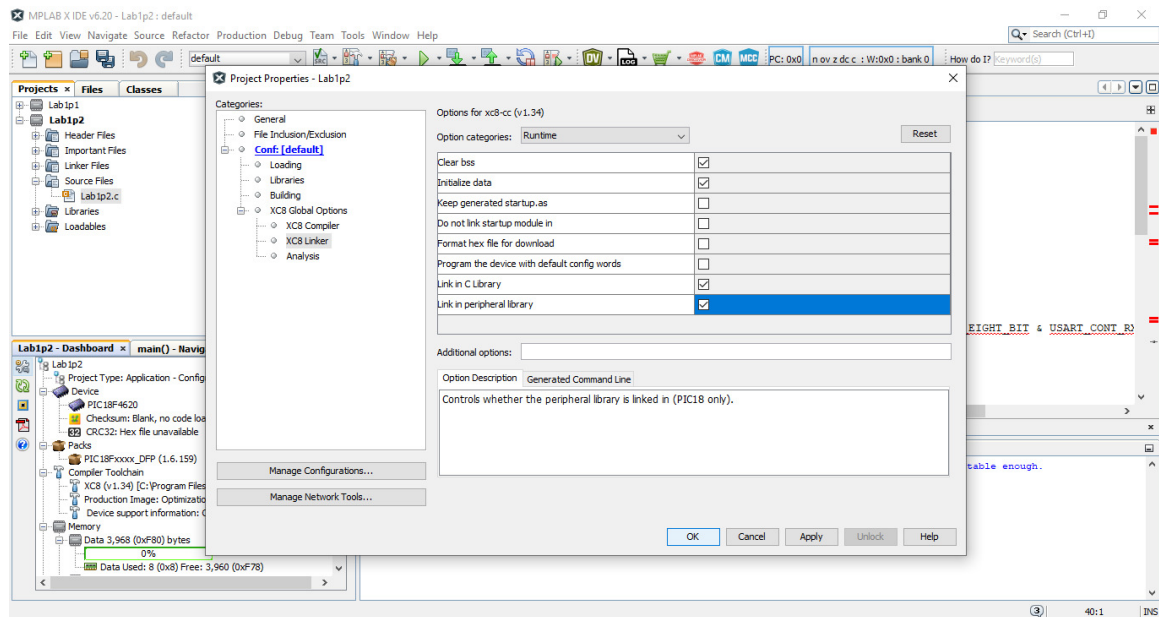 MPLAB X IDE v6.20 - Lab1p2 : default
File Edit View Navigate Source Refactor Production Debug Team Tools Window Help
Search (Ctrl+I)
default
PC: 0x0
n ov z dc c : W:0x0 : bank 0
How do I?
Keyword(s)
Projects
Files
Classes
Lab1p1
Lab1p2
Header Files
Important Files
Linker Files
Source Files
Lab1p2.c
Libraries
Loadables
Project Properties - Lab1p2
Categories:
General
File Inclusion/Exclusion
Conf: [default]
Loading
Libraries
Building
XC8 Global Options
XC8 Compiler
XC8 Linker
Analysis
Manage Configurations...
Manage Network Tools...
Options for xc8-cc (v1.34)
Option categories: Runtime
Reset
Clear bss
Initialize data
Keep generated startup.as
Do not link startup module in
Format hex file for download
Program the device with default config words
Link in C Library
Link in peripheral library
Additional options:
Option Description
Generated Command Line
Controls whether the peripheral library is linked in (PIC18 only).
OK
Cancel
Apply
Unlock
Help
EIGHT_BIT & USART_CONT_RX
table enough.
Lab1p2 - Dashboard
main() - Navig
Lab1p2
Project Type: Application - Config
Device
PIC18F4620
Checksum: Blank, no code loa
CRC32: Hex file unavailable
Packs
PIC18Fxxxx_DFP (1.6.159)
Compiler Toolchain
XC8 (v1.34) [C:\Program Files
Production Image: Optimizatio
Device support information: C
Memory
Data 3,968 (0xF80) bytes
0%
Data Used: 8 (0x8) Free: 3,960 (0xF78)
3
40:1
INS